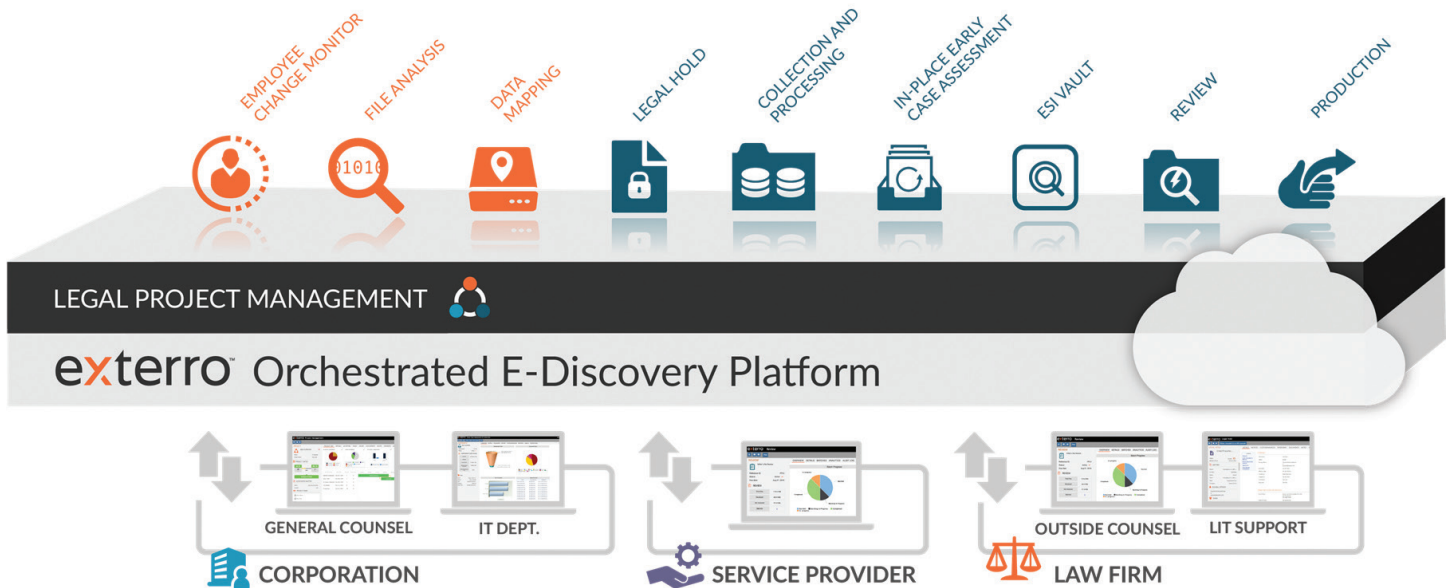 EMPLOYEE
CHANGE MONITOR
FILE ANALYSIS
DATA
MAPPING
LEGAL HOLD
COLLECTION AND
PROCESSING
IN-PLACE EARLY
CASE ASSESSMENT
ESI VAULT
REVIEW
PRODUCTION
01010
LEGAL PROJECT MANAGEMENT
exterro™ Orchestrated E-Discovery Platform
GENERAL COUNSEL
IT DEPT.
OUTSIDE COUNSEL
LIT SUPPORT
CORPORATION
SERVICE PROVIDER
LAW FIRM